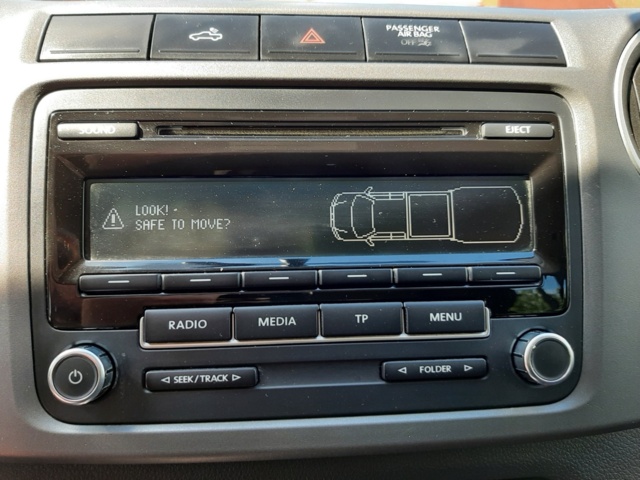 PASSENGER
AIR BAG
OFF
SOUND
EJECT
LOOK!
SAFE TO MOVE?
RADIO
MEDIA
TP
MENU
SEEK/TRACK
FOLDER